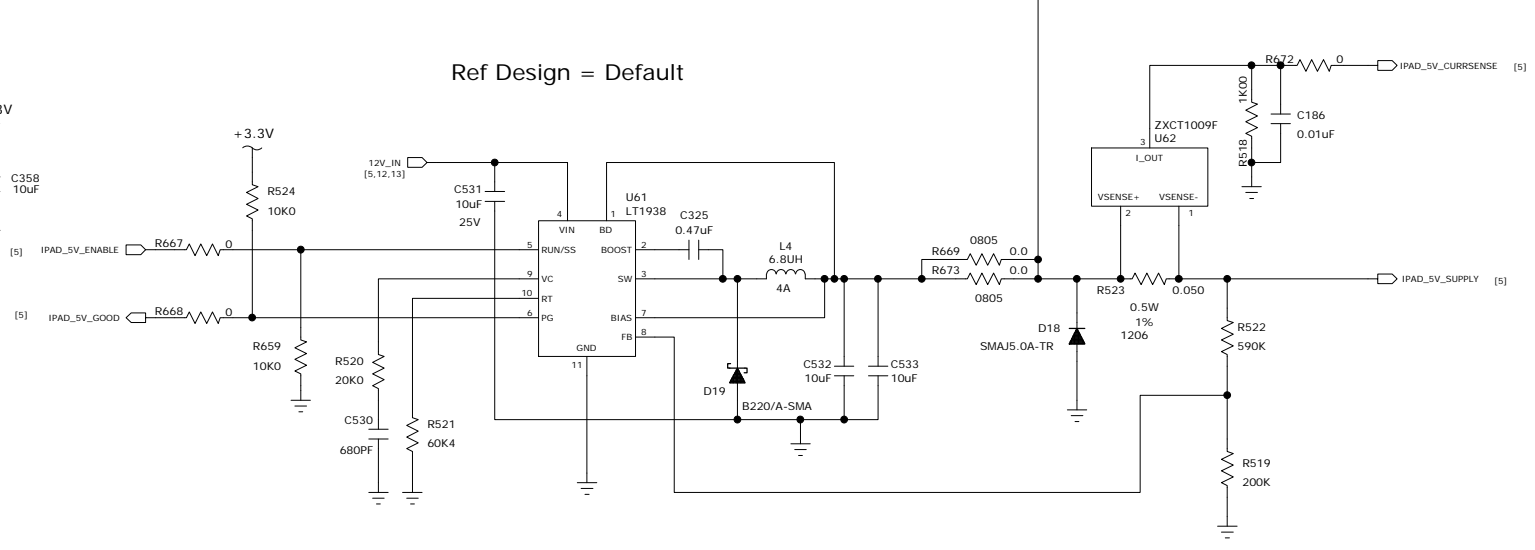 Ref Design = Default
3V
C358
10uF
+3.3V
R524
10K0
[5]
IPAD_5V_ENABLE
R667
0
[5]
IPAD_5V_GOOD
R668
0
R659
10K0
12V_IN
[5,12,13]
C531
10uF
25V
U61
LT1938
4
VIN
1
BD
5
RUN/SS
BOOST
2
9
VC
SW
3
10
RT
6
PG
BIAS
7
FB
8
GND
11
R520
20K0
C530
680PF
R521
60K4
C325
0.47uF
L4
6.8UH
4A
D19
B220/A-SMA
C532
10uF
C533
10uF
R669
0805
0.0
R673
0.0
0805
D18
SMAJ5.0A-TR
R523
0.050
0.5W
1%
1206
ZXCT1009F
U62
3
I_OUT
VSENSE+
VSENSE-
2
1
R518
1K00
C186
0.01uF
R672
0
IPAD_5V_CURRSENSE
[5]
IPAD_5V_SUPPLY
[5]
R522
590K
R519
200K